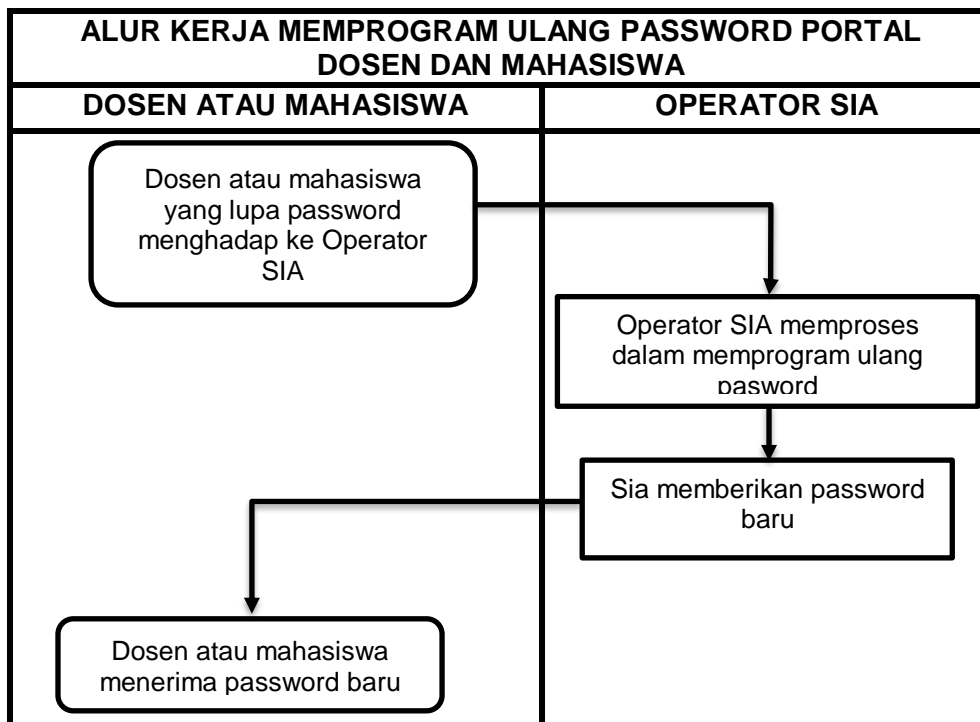 ALUR KERJA MEMPROGRAM ULANG PASSWORD PORTAL
DOSEN DAN MAHASISWA
DOSEN ATAU MAHASISWA
OPERATOR SIA
Dosen atau mahasiswa
yang lupa password
menghadap ke Operator
SIA
Operator SIA memproses
dalam memprogram ulang
pasword
Sia memberikan password
baru
Dosen atau mahasiswa
menerima password baru